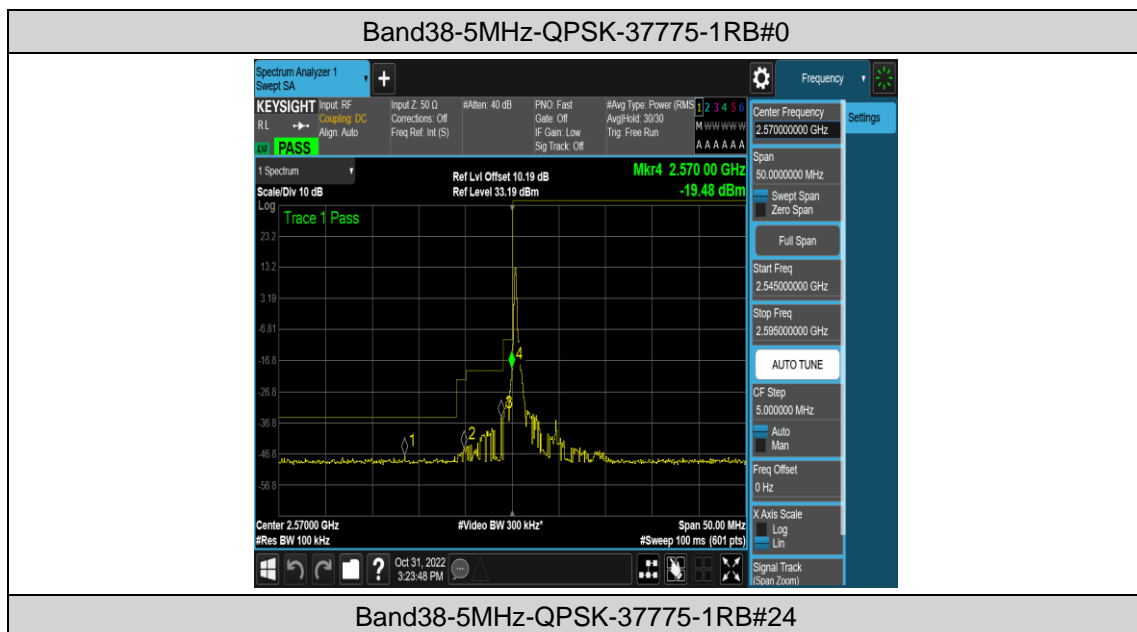 Band38-5MHz-QPSK-37775-1RB#0
Spectrum Analyzer 1
Swept SA
Frequency
KEYSIGHT
RL
Input: RF
Coupling: DC
Align: Auto
Input Z: 50 Ω
Corrections: Off
Freq Ref: Int (S)
#Atten: 40 dB
PNO: Fast
Gate: Off
IF Gain: Low
Sig Track: Off
#Avg Type: Power (RMS
Avg|Hold: 30/30
Trig: Free Run
1 2 3 4 5 6
M W W W W W
A A A A A A
PASS
1 Spectrum
Scale/Div 10 dB
Ref Lvl Offset 10.19 dB
Ref Level 33.19 dBm
Mkr4 2.570 00 GHz
-19.48 dBm
Log
Trace 1 Pass
23.2
13.2
3.19
-6.81
-16.8
-26.8
-36.8
-46.8
-56.8
1
2
3
4
Center 2.57000 GHz
#Res BW 100 kHz
#Video BW 300 kHz*
Span 50.00 MHz
#Sweep 100 ms (601 pts)
Oct 31, 2022
3:23:48 PM
Center Frequency
2.570000000 GHz
Settings
Span
50.0000000 MHz
Swept Span
Zero Span
Full Span
Start Freq
2.545000000 GHz
Stop Freq
2.595000000 GHz
AUTO TUNE
CF Step
5.000000 MHz
Auto
Man
Freq Offset
0 Hz
X Axis Scale
Log
Lin
Signal Track
(Span Zoom)
Band38-5MHz-QPSK-37775-1RB#24